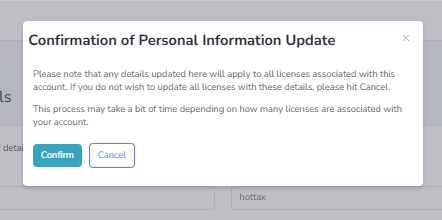 Confirmation of Personal Information Update
×
Please note that any details updated here will apply to all licenses associated with this
account. If you do not wish to update all licenses with these details, please hit Cancel.
ls
This process may take a bit of time depending on how many licenses are associated with
your account.
detai
Confirm
Cancel
hottax